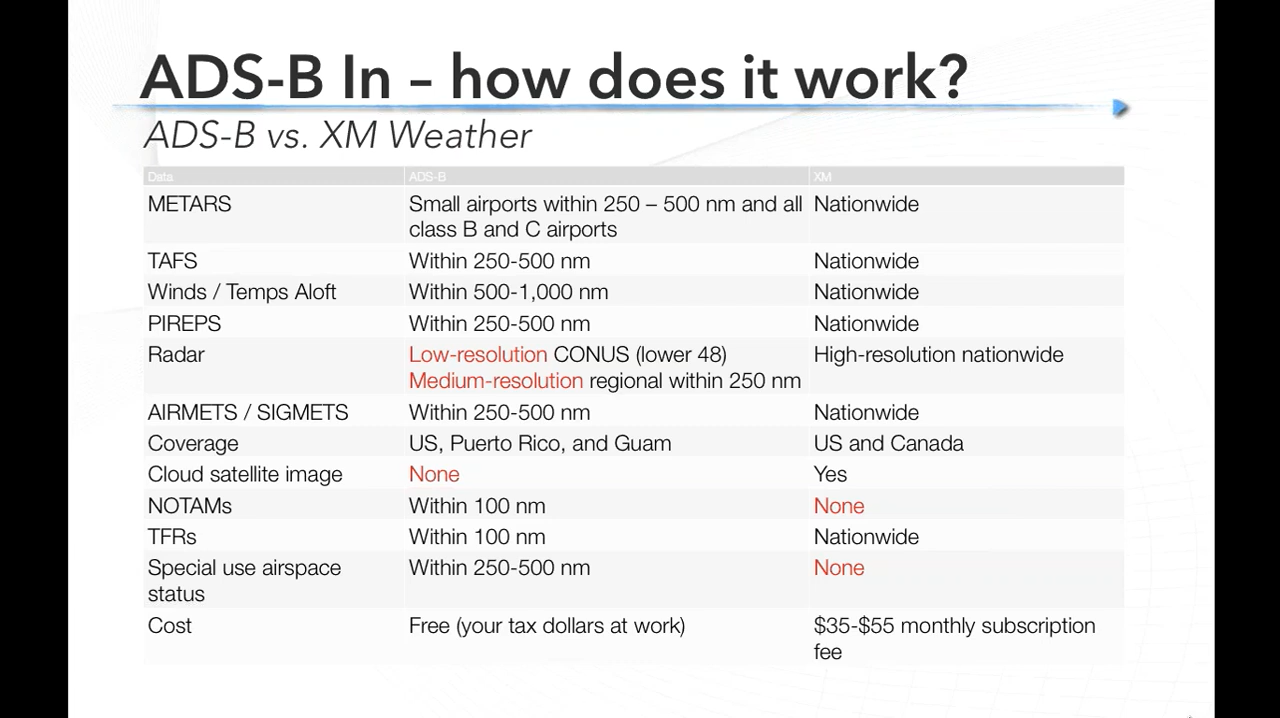 ADS-B In – how does it work?
ADS-B vs. XM Weather
Data ADS-B XM
METARS Small airports within 250 – 500 nm and all Nationwide
class B and C airports
TAFS Within 250-500 nm Nationwide
Winds / Temps Aloft Within 500-1,000 nm Nationwide
PIREPS Within 250-500 nm Nationwide
Radar Low-resolution CONUS (lower 48) High-resolution nationwide
Medium-resolution regional within 250 nm
AIRMETS / SIGMETS Within 250-500 nm Nationwide
Coverage US, Puerto Rico, and Guam US and Canada
Cloud satellite image None Yes
NOTAMs Within 100 nm None
TFRs Within 100 nm Nationwide
Special use airspace Within 250-500 nm None
status
Cost Free (your tax dollars at work) $35-$55 monthly subscription
fee